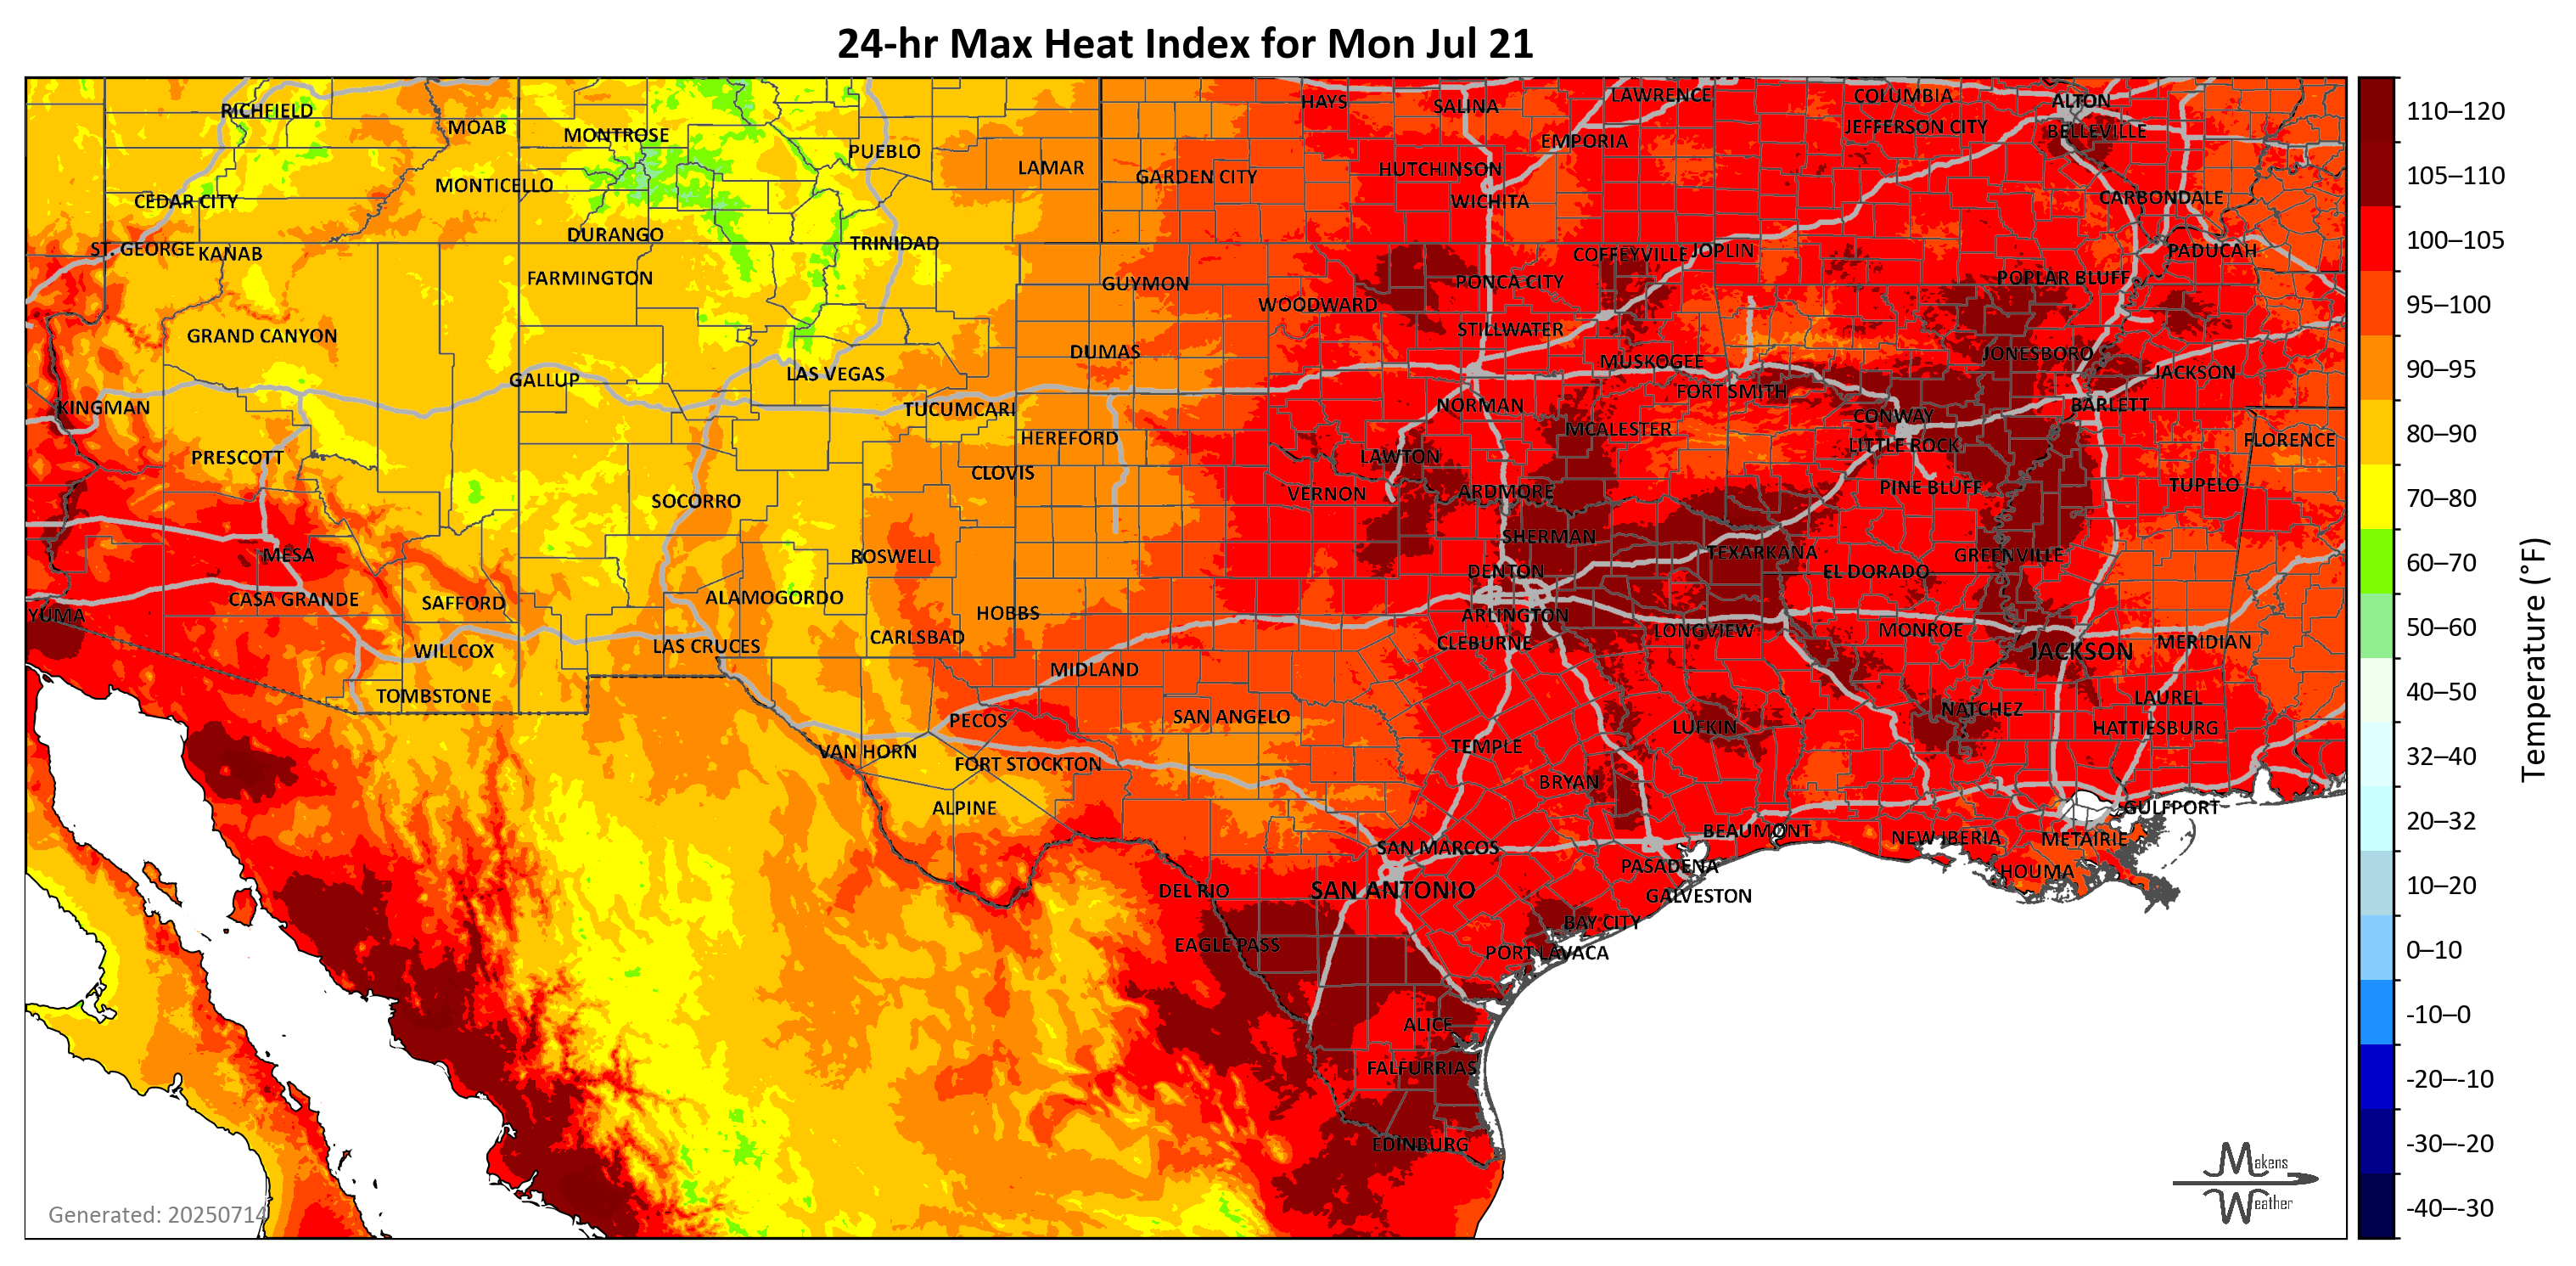 24-hr Max Heat Index for Mon Jul 21
RICHFIELD
MOAB
MONTROSE
PUEBLO
LAMAR
GARDEN CITY
HAYS
SALINA
LAWRENCE
COLUMBIA
ALTON
JEFFERSON CITY
BELLEVILLE
EMPORIA
HUTCHINSON
WICHITA
MONTICELLO
CEDAR CITY
CARBONDALE
DURANGO
TRINIDAD
ST. GEORGE
KANAB
FARMINGTON
GUYMON
COFFEYVILLE
JOPLIN
PADUCAH
PONCA CITY
POPLAR BLUFF
WOODWARD
STILLWATER
GRAND CANYON
DUMAS
MUSKOGEE
JONESBORO
GALLUP
LAS VEGAS
FORT SMITH
JACKSON
KINGMAN
TUCUMCARI
NORMAN
CONWAY
BARLETT
HEREFORD
MCALESTER
LITTLE ROCK
FLORENCE
PRESCOTT
CLOVIS
LAWTON
VERNON
ARDMORE
PINE BLUFF
TUPELO
SOCORRO
SHERMAN
MESA
ROSWELL
TEXARKANA
GREENVILLE
DENTON
EL DORADO
CASA GRANDE
SAFFORD
ALAMOGORDO
HOBBS
YUMA
ARLINGTON
CLEBURNE
LONGVIEW
MONROE
WILLCOX
LAS CRUCES
CARLSBAD
JACKSON
MERIDIAN
MIDLAND
TOMBSTONE
LAUREL
PECOS
SAN ANGELO
LUFKIN
NATCHEZ
HATTIESBURG
VAN HORN
FORT STOCKTON
TEMPLE
BRYAN
ALPINE
GULFPORT
SAN MARCOS
BEAUMONT
NEW IBERIA
METAIRIE
PASADENA
HOUMA
DEL RIO
SAN ANTONIO
GALVESTON
BAY CITY
EAGLE PASS
PORT LAVACA
ALICE
FALFURRIAS
EDINBURG
Generated: 20250714
Makens
Weather
110–120
105–110
100–105
95–100
90–95
80–90
70–80
60–70
50–60
40–50
32–40
20–32
10–20
0–10
-10–0
-20–-10
-30–-20
-40–-30
Temperature (°F)